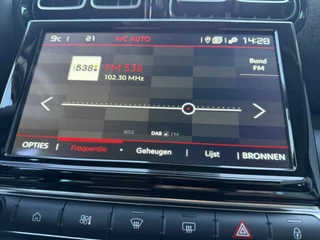 9°C 21 A/C AUTO 14:28
538 FM 538 Band
102.30 MHz FM
RDS DAB FM
OPTIES Frequentie Geheugen Lijst BRONNEN